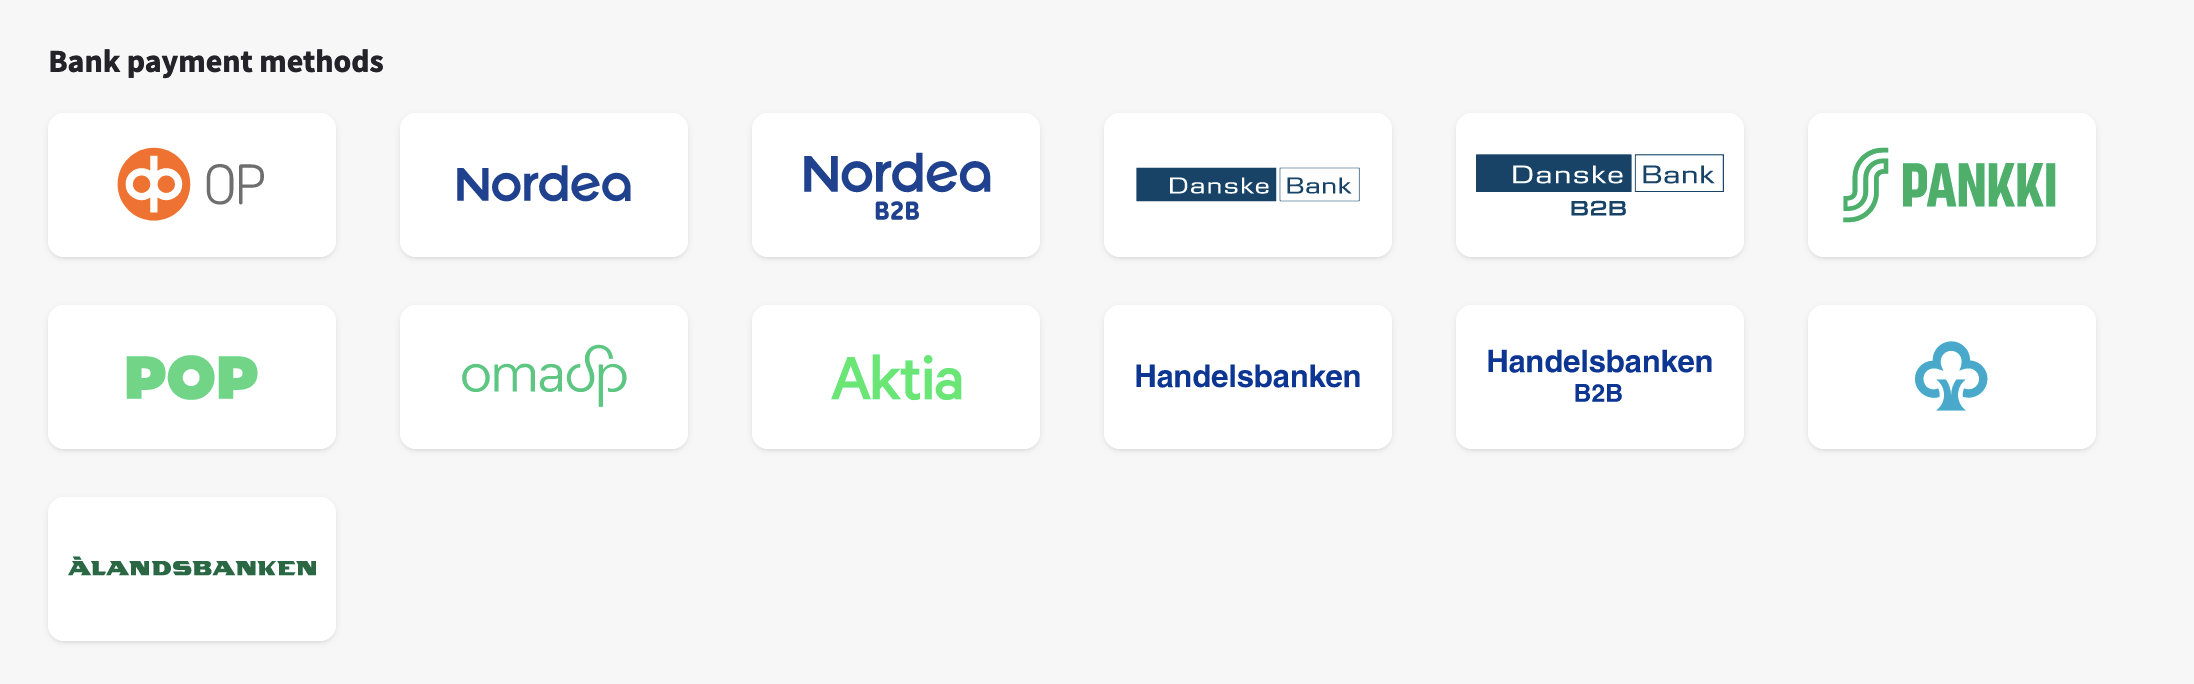 Bank payment methods
OP
Nordea
Nordea
B2B
Danske Bank
Danske Bank
B2B
S PANKKI
POP
omasp
Aktia
Handelsbanken
Handelsbanken
B2B
ÅLANDSBANKEN